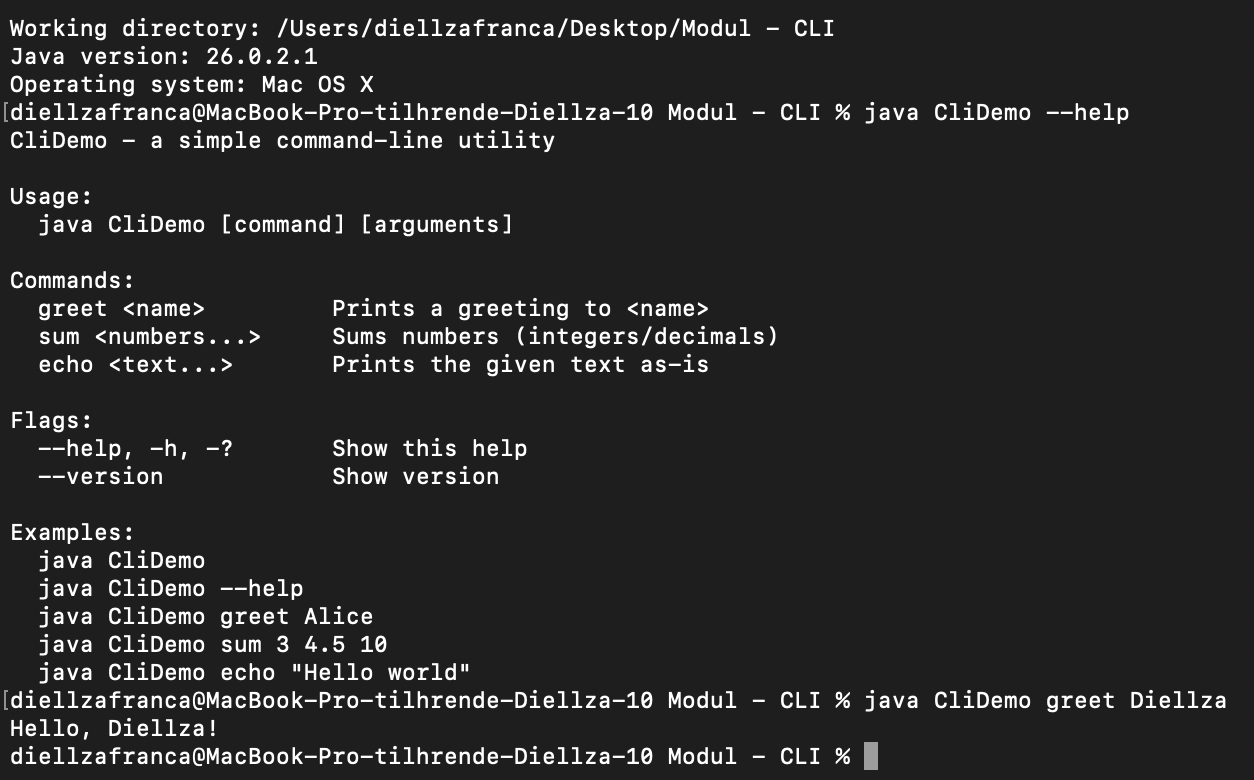 Working directory: /Users/diellzafranca/Desktop/Modul - CLI
Java version: 26.0.2.1
Operating system: Mac OS X
[diellzafranca@MacBook-Pro-tilhrende-Diellza-10 Modul - CLI % java CliDemo --help
CliDemo - a simple command-line utility

Usage:
  java CliDemo [command] [arguments]

Commands:
  greet <name>         Prints a greeting to <name>
  sum <numbers...>     Sums numbers (integers/decimals)
  echo <text...>       Prints the given text as-is

Flags:
  --help, -h, -?       Show this help
  --version            Show version

Examples:
  java CliDemo
  java CliDemo --help
  java CliDemo greet Alice
  java CliDemo sum 3 4.5 10
  java CliDemo echo "Hello world"
[diellzafranca@MacBook-Pro-tilhrende-Diellza-10 Modul - CLI % java CliDemo greet Diellza
Hello, Diellza!
diellzafranca@MacBook-Pro-tilhrende-Diellza-10 Modul - CLI %